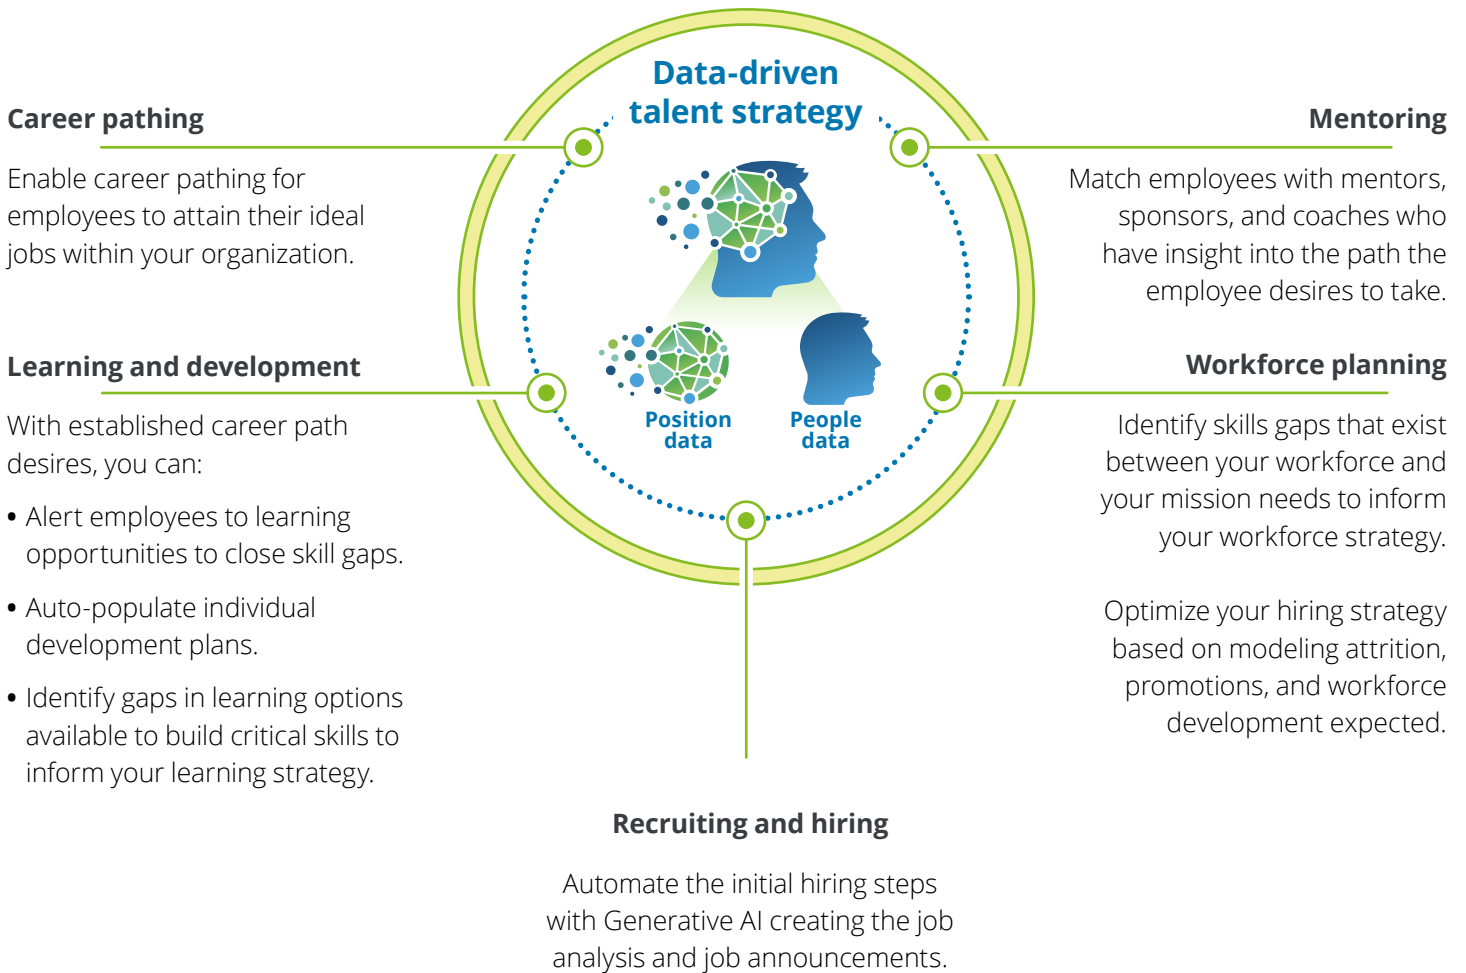 Data-driven
talent strategy
Position
data
People
data
Career pathing
Enable career pathing for
employees to attain their ideal
jobs within your organization.
Learning and development
With established career path
desires, you can:
• Alert employees to learning
opportunities to close skill gaps.
• Auto-populate individual
development plans.
• Identify gaps in learning options
available to build critical skills to
inform your learning strategy.
Mentoring
Match employees with mentors,
sponsors, and coaches who
have insight into the path the
employee desires to take.
Workforce planning
Identify skills gaps that exist
between your workforce and
your mission needs to inform
your workforce strategy.
Optimize your hiring strategy
based on modeling attrition,
promotions, and workforce
development expected.
Recruiting and hiring
Automate the initial hiring steps
with Generative AI creating the job
analysis and job announcements.